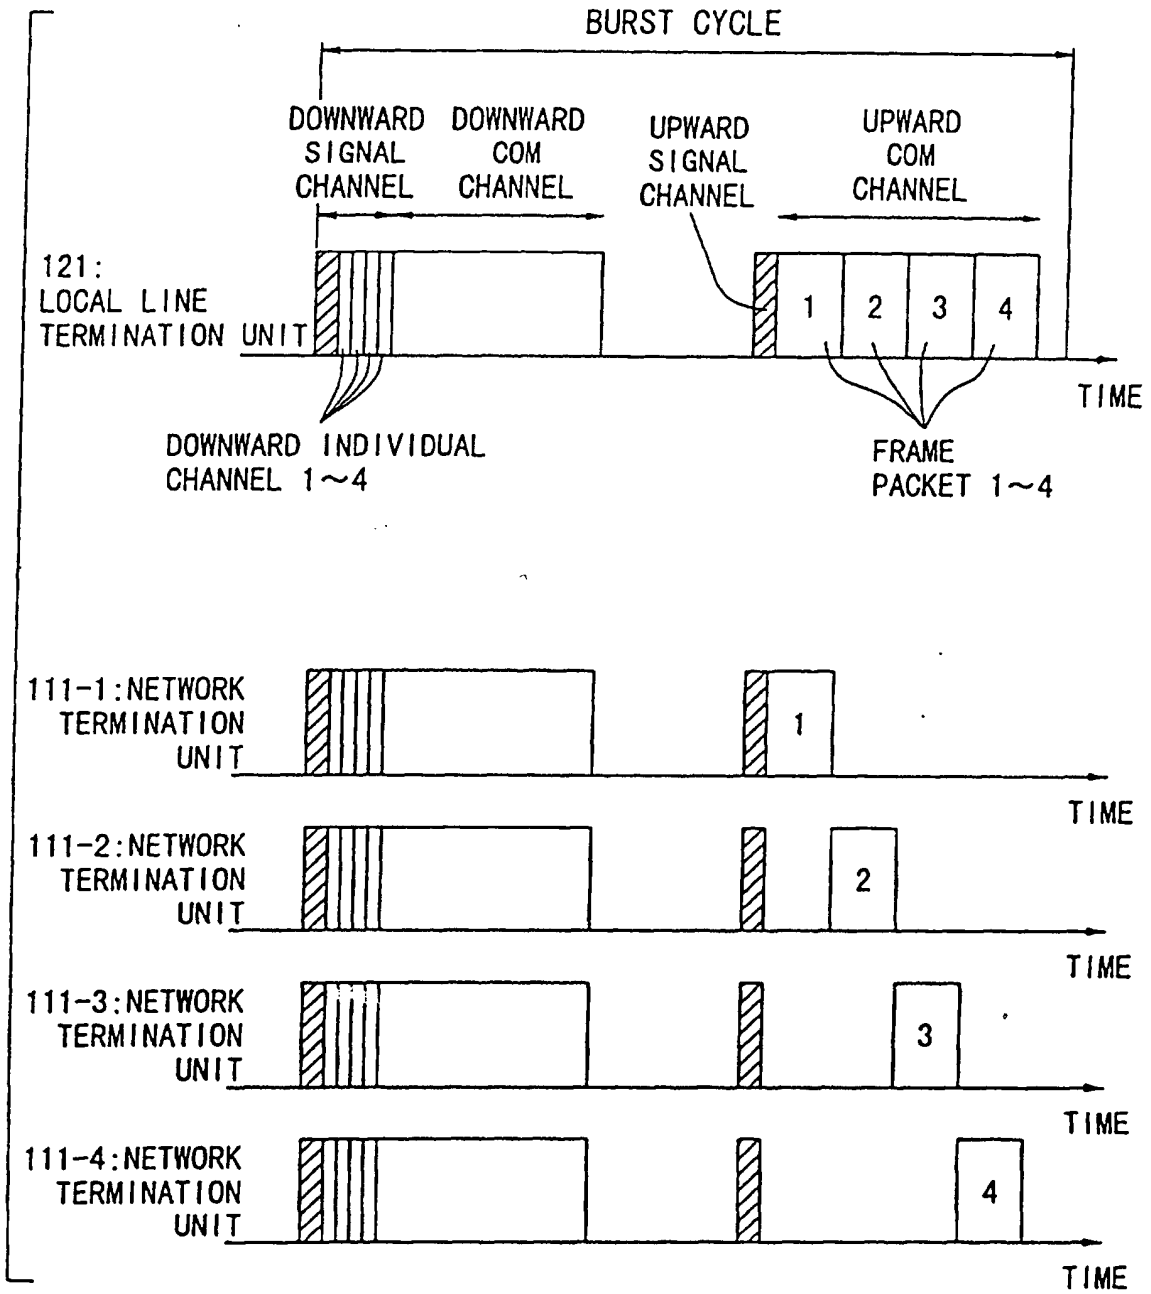 BURST CYCLE
DOWNWARD
SIGNAL
CHANNEL
DOWNWARD
COM
CHANNEL
UPWARD
SIGNAL
CHANNEL
UPWARD
COM
CHANNEL
121:
LOCAL LINE
TERMINATION UNIT
1
2
3
4
TIME
DOWNWARD INDIVIDUAL
CHANNEL 1~4
FRAME
PACKET 1~4
111-1:NETWORK
TERMINATION
UNIT
1
TIME
111-2:NETWORK
TERMINATION
UNIT
2
TIME
111-3:NETWORK
TERMINATION
UNIT
3
TIME
111-4:NETWORK
TERMINATION
UNIT
4
TIME